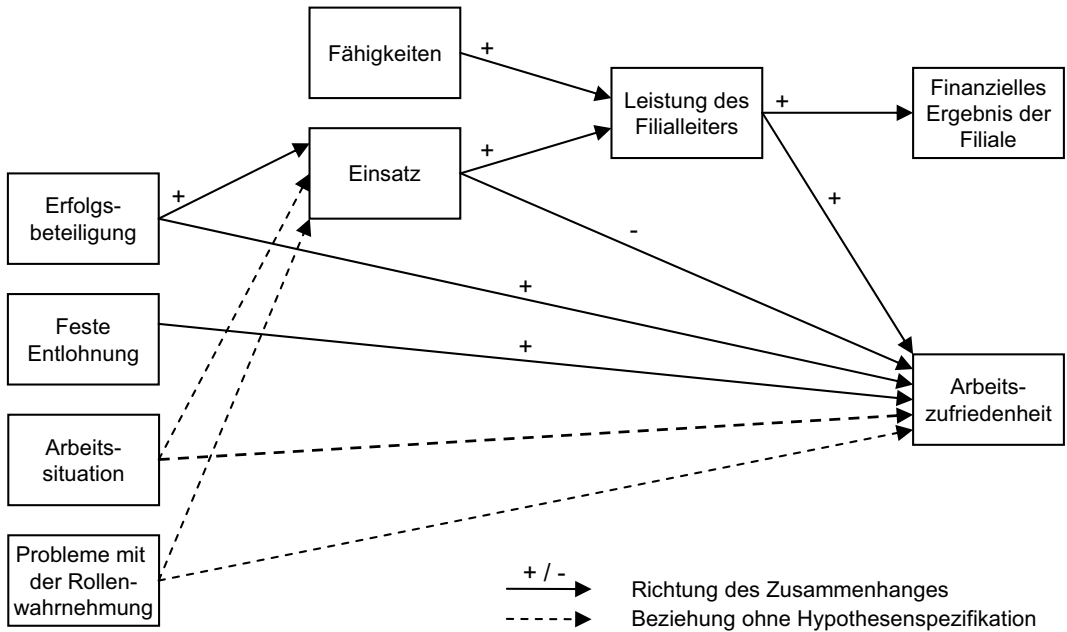 Fähigkeiten
+
Leistung des
Filialleiters
+
Finanzielles
Ergebnis der
Filiale
Einsatz
+
Erfolgs-
beteiligung
+
+
-
+
Feste
Entlohnung
+
Arbeits-
zufriedenheit
Arbeits-
situation
Probleme mit
der Rollen-
wahrnehmung
+ / -
Richtung des Zusammenhanges
Beziehung ohne Hypothesenspezifikation